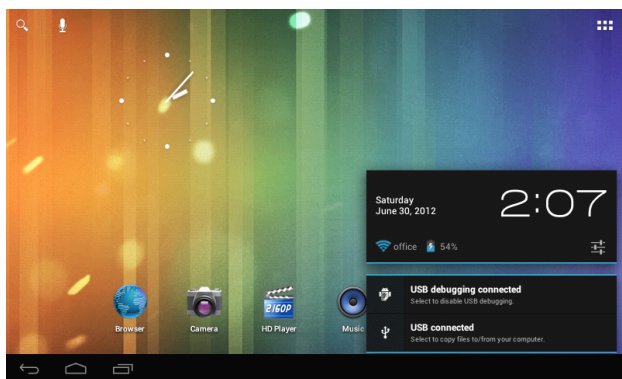 Saturday
June 30, 2012
2:07
office 54%
USB debugging connected
Select to disable USB debugging.
USB connected
Select to copy files to/from your computer.
2160P
Browser Camera HD Player Music